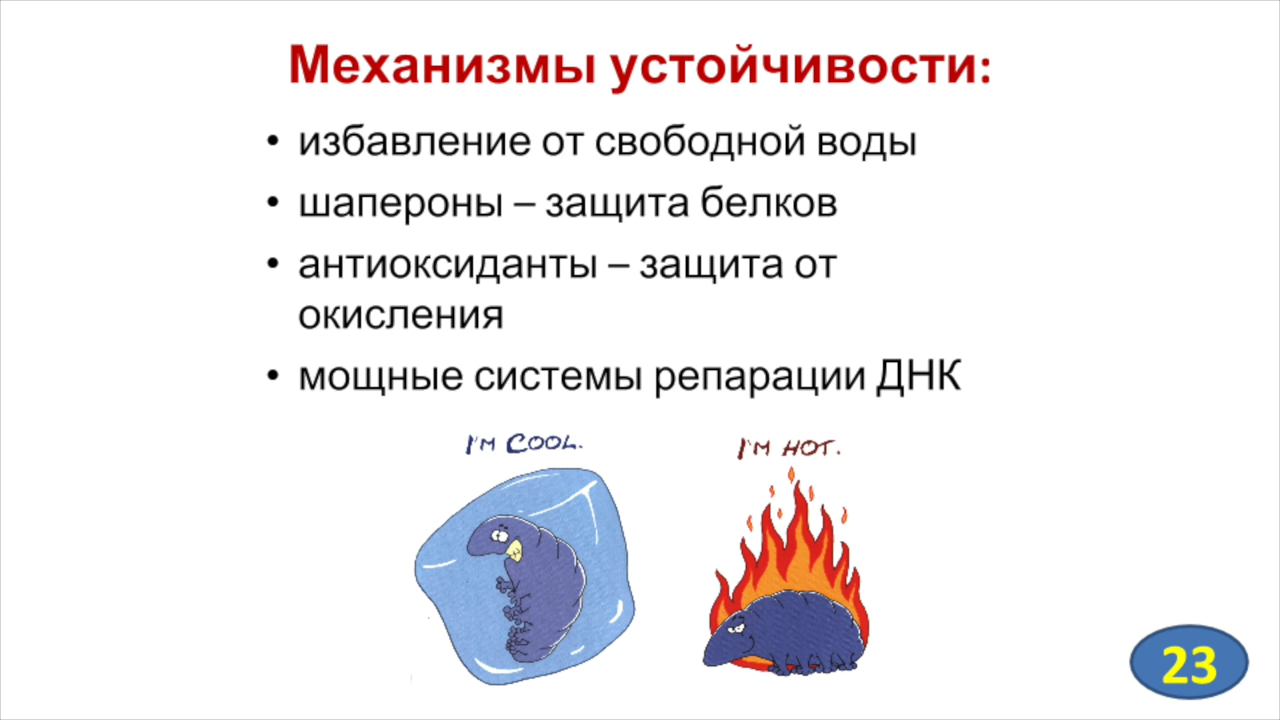 Механизмы устойчивости:
• избавление от свободной воды
• шапероны – защита белков
• антиоксиданты – защита от
окисления
• мощные системы репарации ДНК
I'M COOL.
I'M HOT.
23